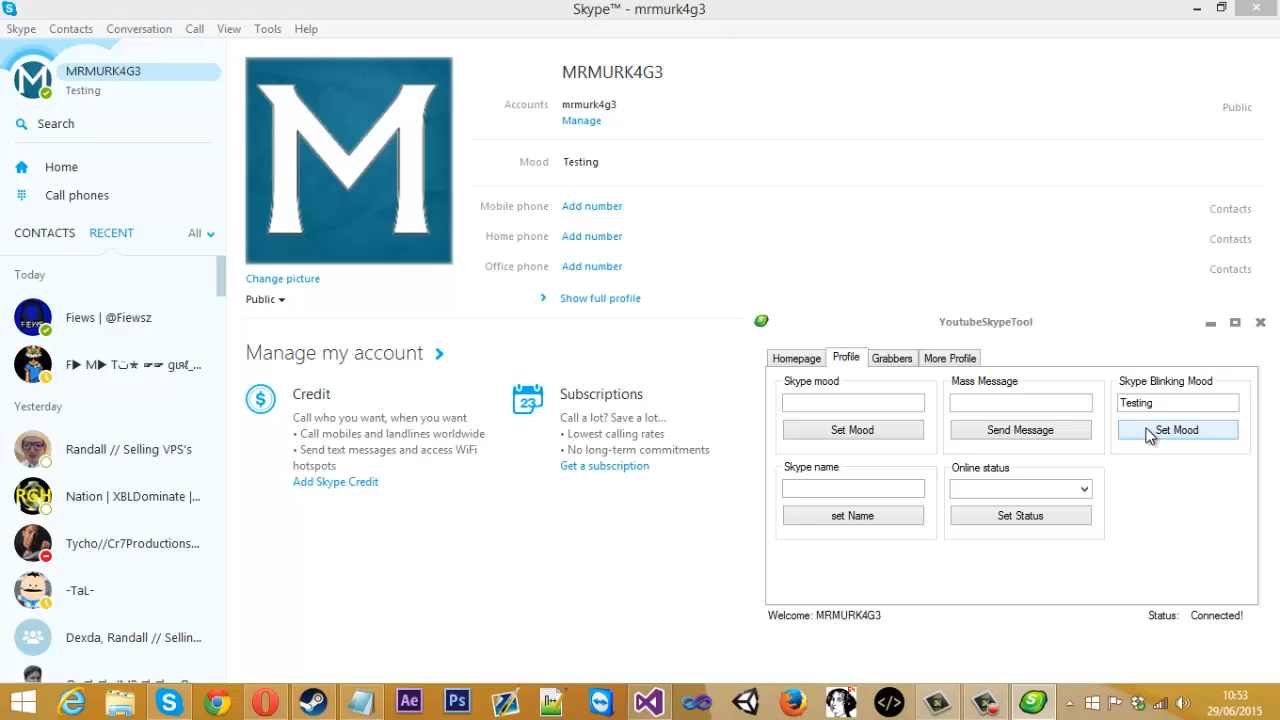 Skype™ - mrmurk4g3
Skype Contacts Conversation Call View Tools Help
MRMURK4G3
Testing
Search
Home
Call phones
CONTACTS RECENT All
Today
Fiews | @Fiewsz
Yesterday
Randall // Selling VPS's
Nation | XBLDominate |...
Tycho//Cr7Productions...
-TaL-
Dexda, Randall // Sellin...
M
Change picture
Public
MRMURK4G3
Accounts mrmurk4g3 Public
Manage
Mood Testing
Mobile phone Add number Contacts
Home phone Add number Contacts
Office phone Add number Contacts
Show full profile
Manage my account
Credit
Call who you want, when you want
• Call mobiles and landlines worldwide
• Send text messages and access WiFi
hotspots
Add Skype Credit
23
Subscriptions
Call a lot? Save a lot...
• Lowest calling rates
• No long-term commitments
Get a subscription
YoutubeSkypeTool
Homepage Profile Grabbers More Profile
Skype mood Mass Message Skype Blinking Mood
Testing
Set Mood Send Message Set Mood
Skype name Online status
set Name Set Status
Welcome: MRMURK4G3 Status: Connected!
Ae Ps
10:53
29/06/2015